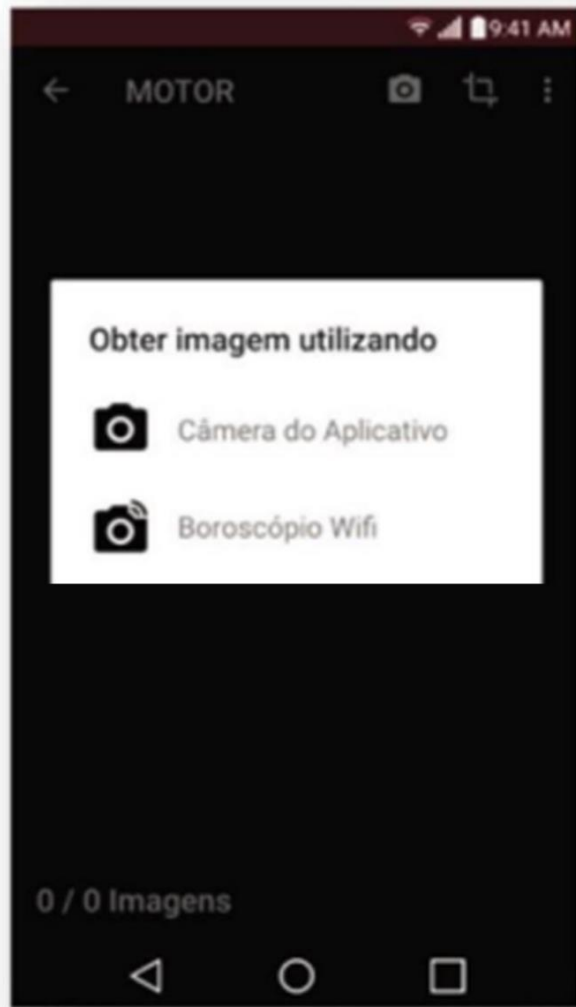 9:41 AM
MOTOR
Obter imagem utilizando
Câmera do Aplicativo
Boroscópio Wifi
0 / 0 Imagens